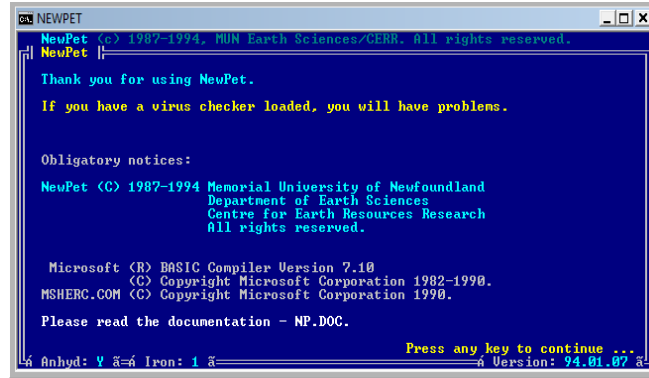 NEWPET
NewPet (c) 1987-1994, MUN Earth Sciences/CERR. All rights reserved.
NewPet
Thank you for using NewPet.
If you have a virus checker loaded, you will have problems.
Obligatory notices:
NewPet (C) 1987-1994 Memorial University of Newfoundland
Department of Earth Sciences
Centre for Earth Resources Research
All rights reserved.
Microsoft (R) BASIC Compiler Version 7.10
(C) Copyright Microsoft Corporation 1982-1990.
MSHERC.COM (C) Copyright Microsoft Corporation 1990.
Please read the documentation - NP.DOC.
Press any key to continue ...
á Anhyd: Y ã=á Iron: 1 ã á Version: 94.01.07 ã